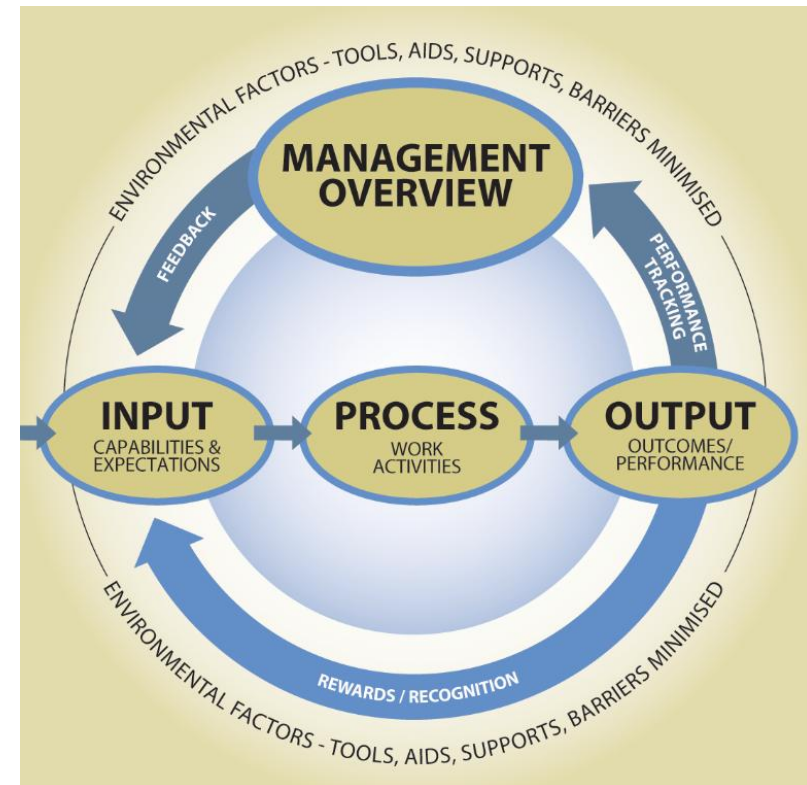 ENVIRONMENTAL FACTORS - TOOLS, AIDS, SUPPORTS, BARRIERS MINIMISED
MANAGEMENT
OVERVIEW
FEEDBACK
PERFORMANCE
TRACKING
INPUT
CAPABILITIES &
EXPECTATIONS
PROCESS
WORK
ACTIVITIES
OUTPUT
OUTCOMES/
PERFORMANCE
REWARDS / RECOGNITION
ENVIRONMENTAL FACTORS - TOOLS, AIDS, SUPPORTS, BARRIERS MINIMISED